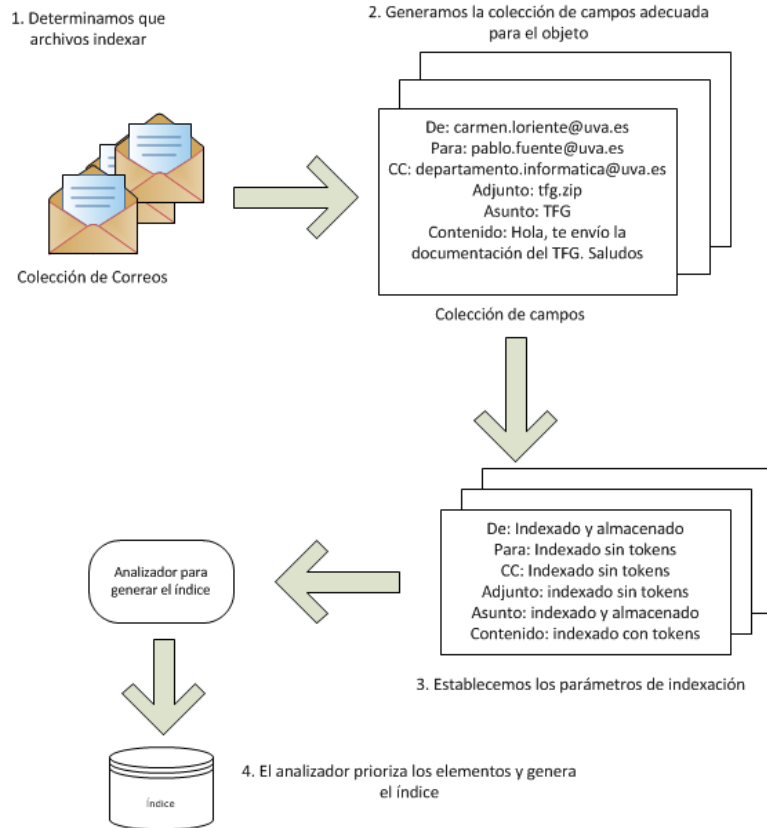 1. Determinamos que
archivos indexar
2. Generamos la colección de campos adecuada
para el objeto
De: carmen.loriente@uva.es
Para: pablo.fuente@uva.es
CC: departamento.informatica@uva.es
Adjunto: tfg.zip
Asunto: TFG
Contenido: Hola, te envío la
documentación del TFG. Saludos
Colección de Correos
Colección de campos
De: Indexado y almacenado
Para: Indexado sin tokens
CC: Indexado sin tokens
Adjunto: indexado sin tokens
Asunto: indexado y almacenado
Contenido: indexado con tokens
Analizador para
generar el índice
3. Establecemos los parámetros de indexación
4. El analizador prioriza los elementos y genera
el índice
Índice